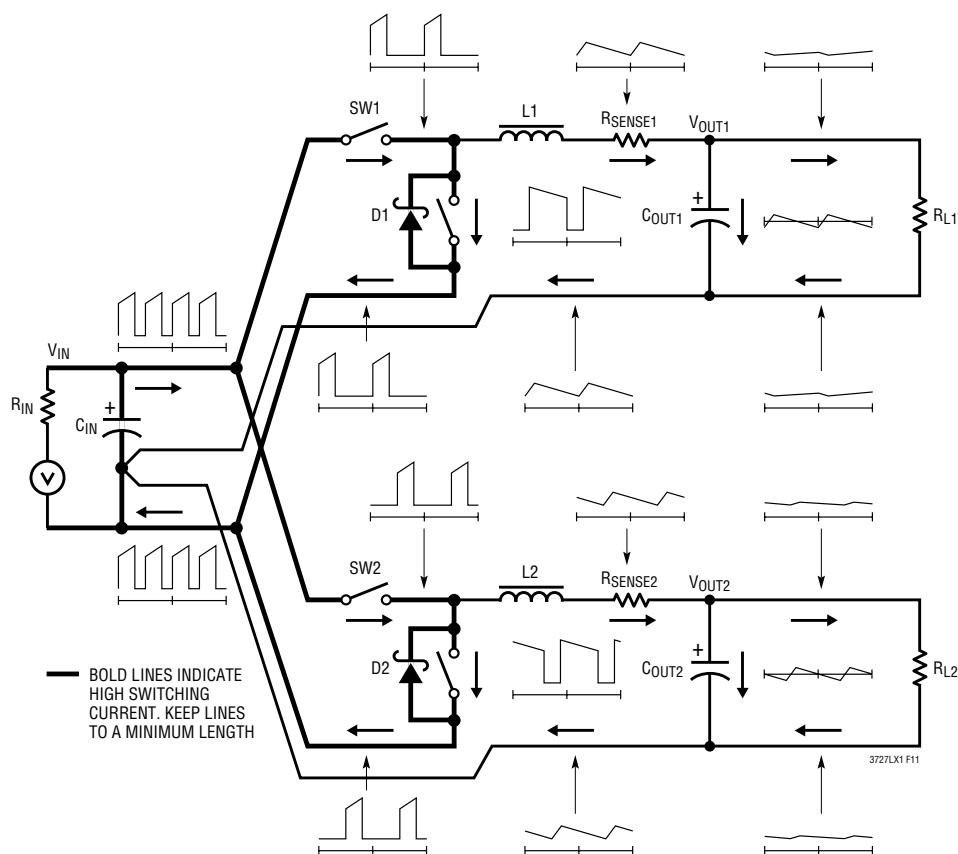 SW1
L1
RSENSE1
VOUT1
D1
+
COUT1
RL1
VIN
RIN
+
CIN
V
SW2
L2
RSENSE2
VOUT2
D2
+
COUT2
RL2
BOLD LINES INDICATE
HIGH SWITCHING
CURRENT. KEEP LINES
TO A MINIMUM LENGTH
3727LX1 F11